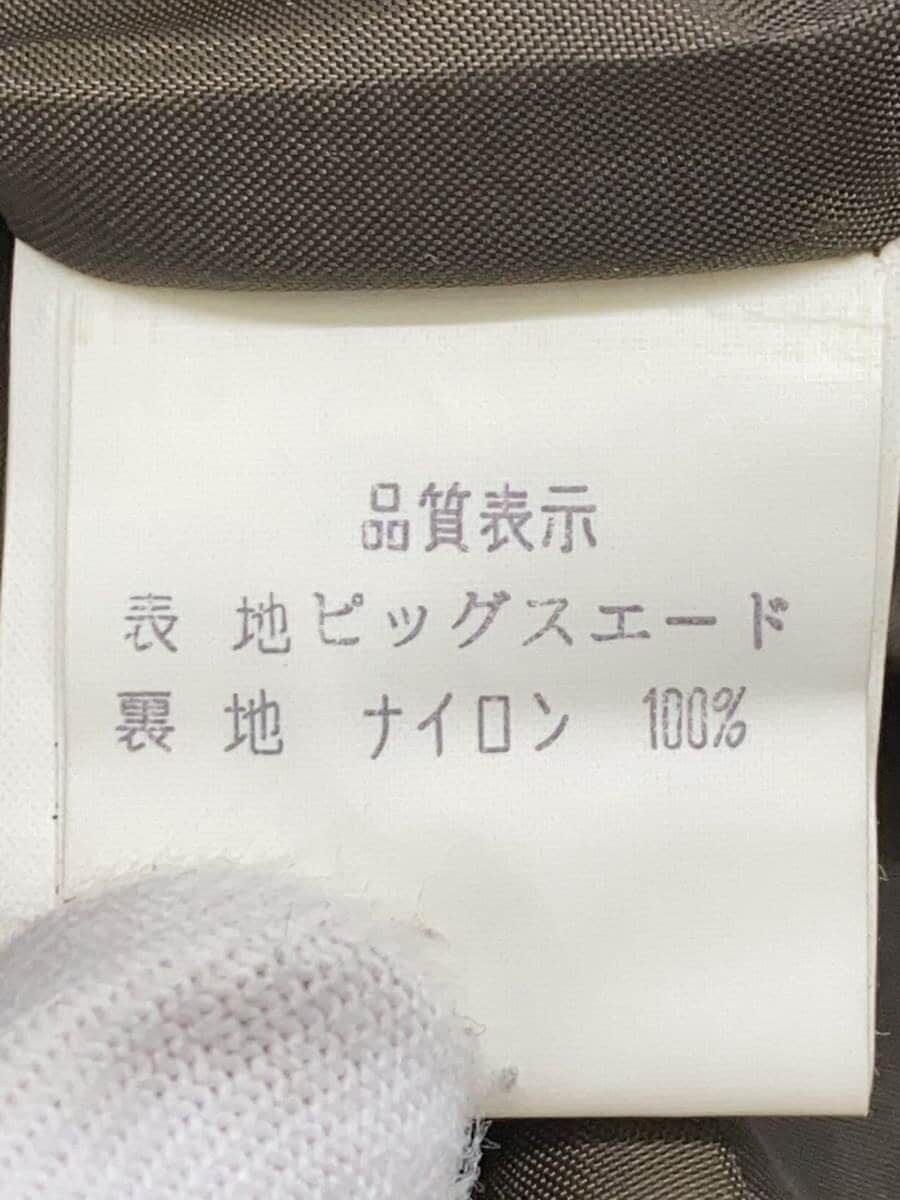 品質表示
表 地 ピッグスエード
裏 地 ナイロン 100%